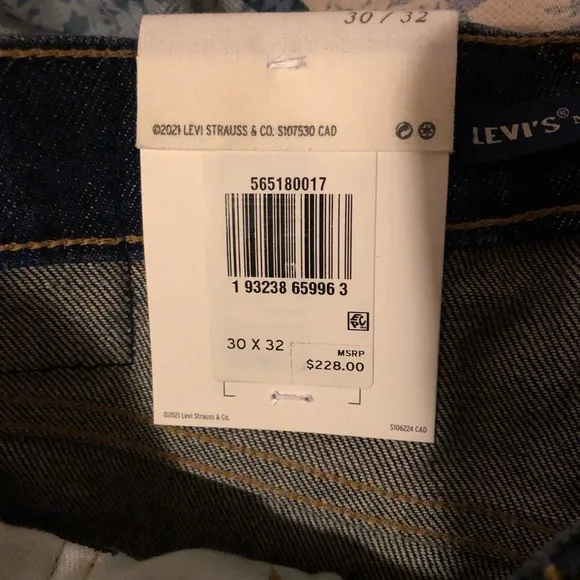 30 / 32
©2021 LEVI STRAUSS & CO. S107530 CAD
LEVI'S®
565180017
1 93238 65996 3
30 X 32
MSRP
$228.00
©2021 Levi Strauss & Co.
S106224 CAD